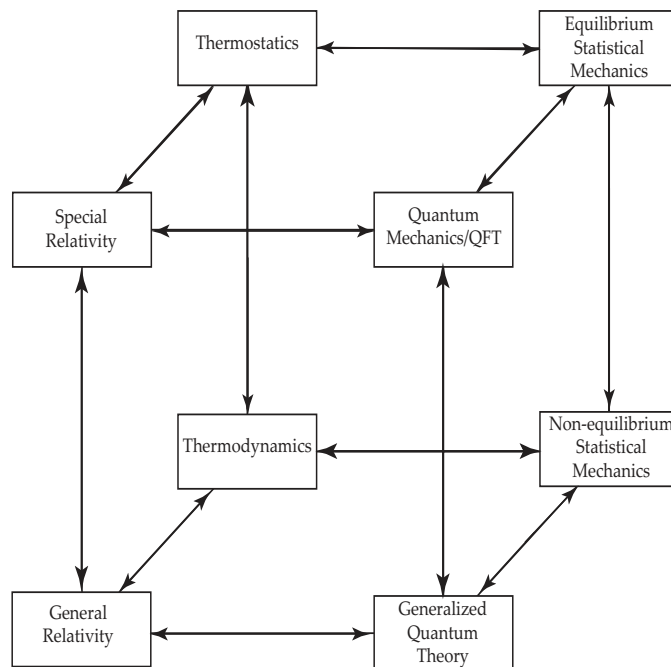 Thermostatics
Equilibrium
Statistical
Mechanics
Special
Relativity
Quantum
Mechanics/QFT
Thermodynamics
Non-equilibrium
Statistical
Mechanics
General
Relativity
Generalized
Quantum
Theory